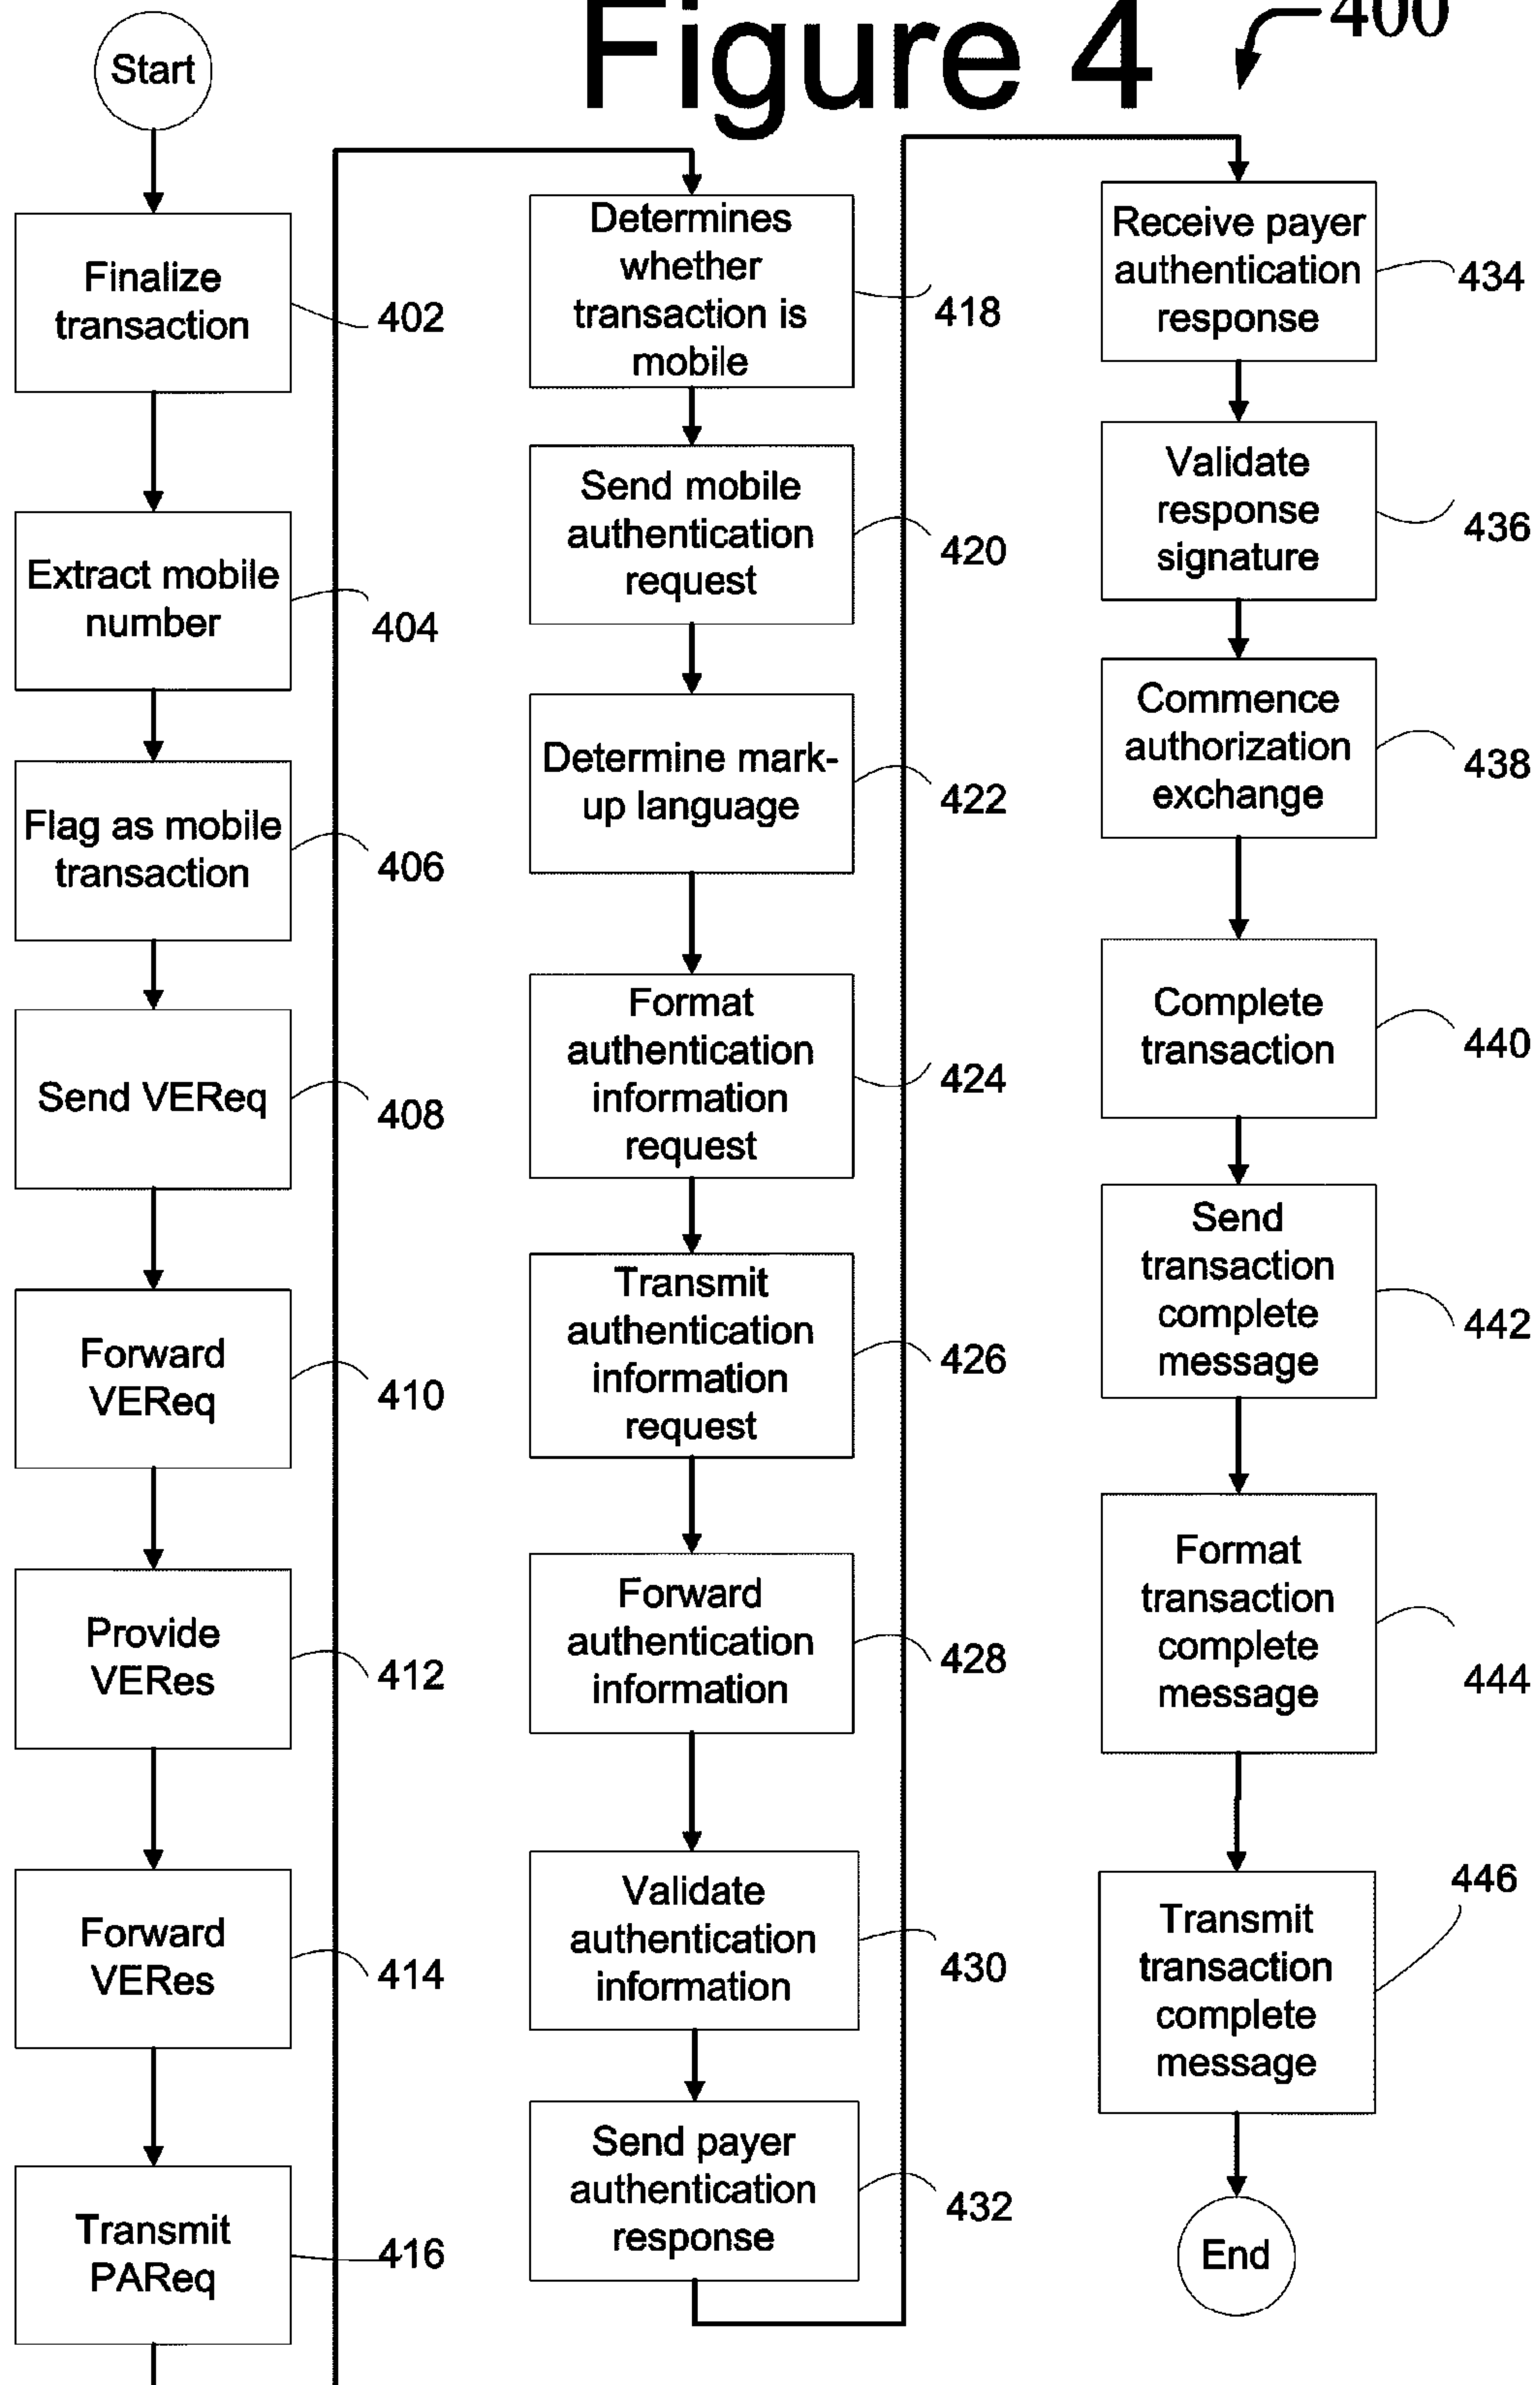 Figure 4
400
Start
Finalize
transaction
402
Extract mobile
number
404
Flag as mobile
transaction
406
Send VEReq
408
Forward
VEReq
410
Provide
VERes
412
Forward
VERes
414
Transmit
PAReq
416
Determines
whether
transaction is
mobile
418
Send mobile
authentication
request
420
Determine mark-
up language
422
Format
authentication
information
request
424
Transmit
authentication
information
request
426
Forward
authentication
information
428
Validate
authentication
information
430
Send payer
authentication
response
432
Receive payer
authentication
response
434
Validate
response
signature
436
Commence
authorization
exchange
438
Complete
transaction
440
Send
transaction
complete
message
442
Format
transaction
complete
message
444
Transmit
transaction
complete
message
446
End